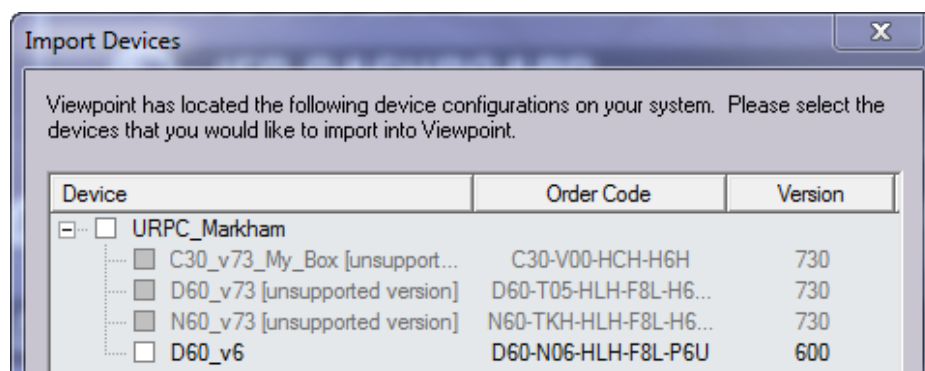 Import Devices
Viewpoint has located the following device configurations on your system. Please select the
devices that you would like to import into Viewpoint.
Device Order Code Version
URPC_Markham
C30_v73_My_Box [unsupport... C30-V00-HCH-H6H 730
D60_v73 [unsupported version] D60-T05-HLH-F8L-H6... 730
N60_v73 [unsupported version] N60-TKH-HLH-F8L-H6... 730
D60_v6 D60-N06-HLH-F8L-P6U 600